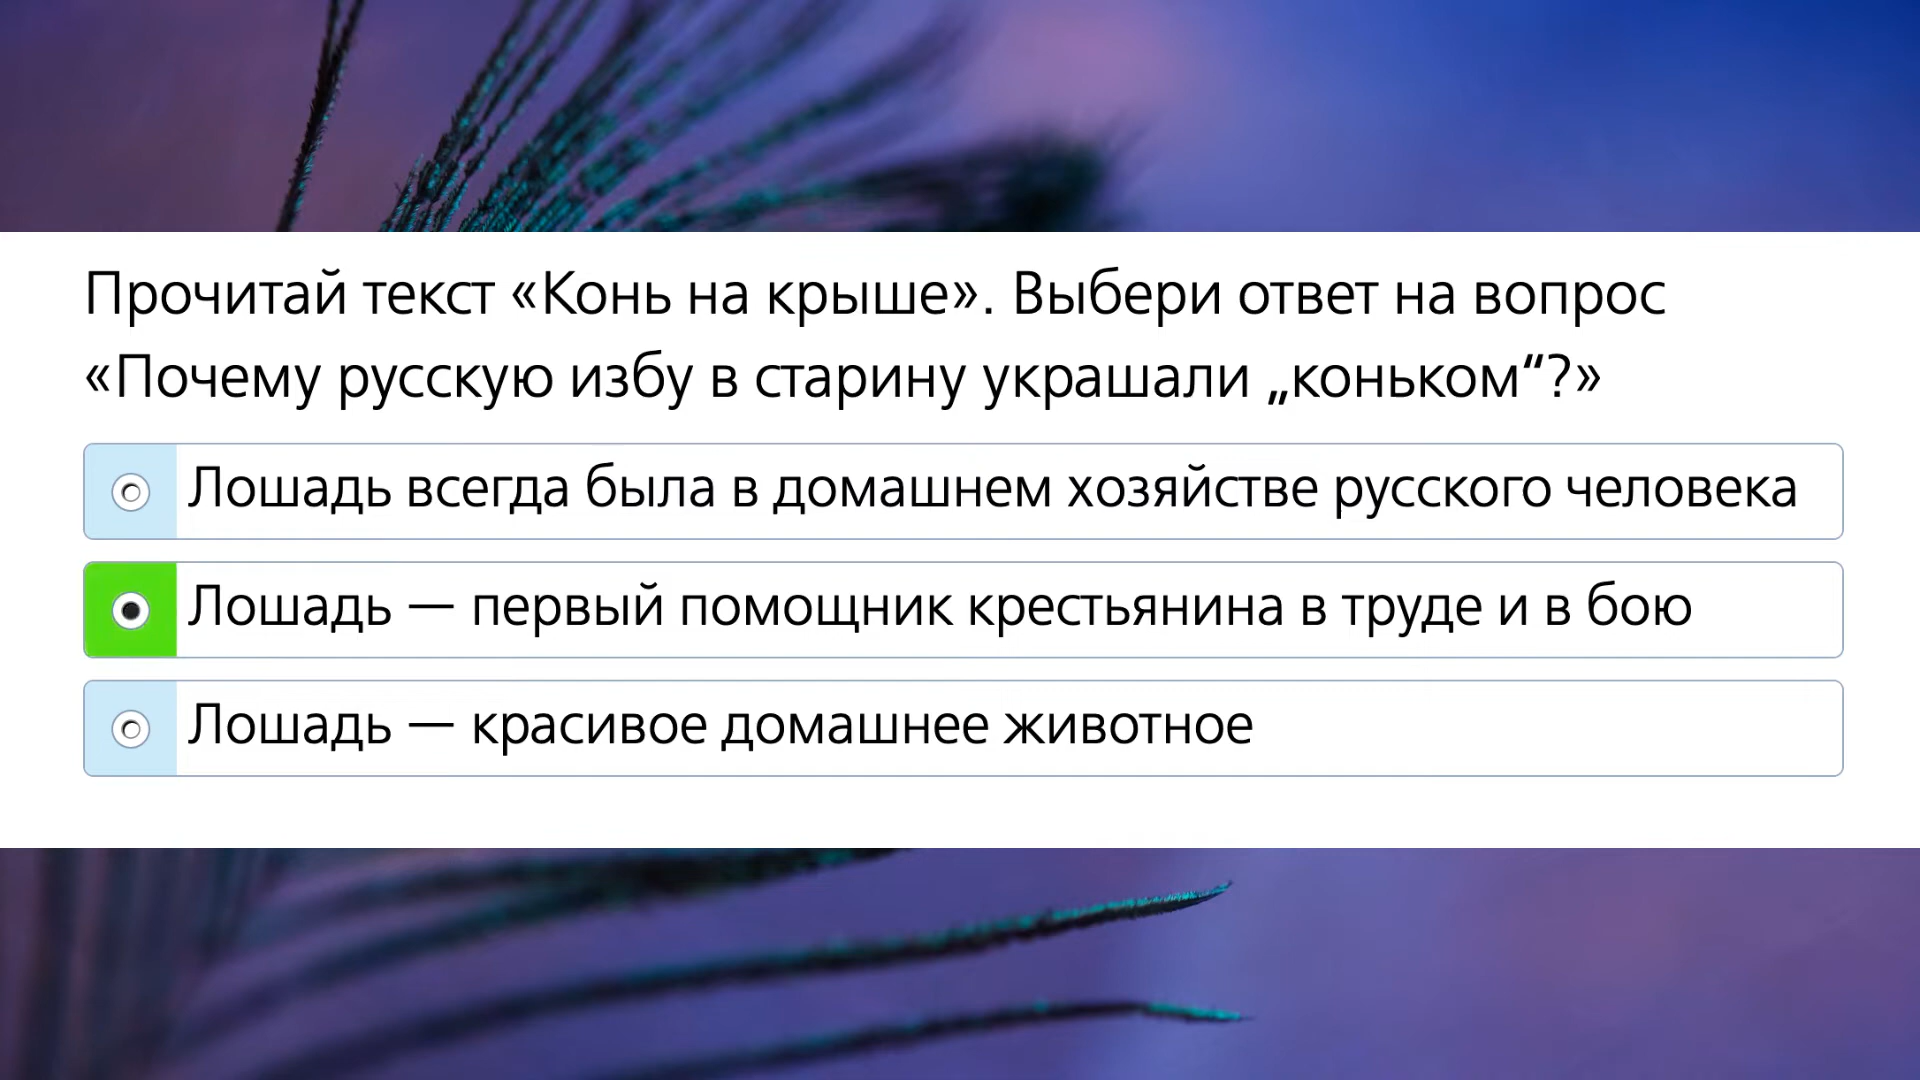 Прочитай текст «Конь на крыше». Выбери ответ на вопрос
«Почему русскую избу в старину украшали „коньком“?»
Лошадь всегда была в домашнем хозяйстве русского человека
Лошадь — первый помощник крестьянина в труде и в бою
Лошадь — красивое домашнее животное